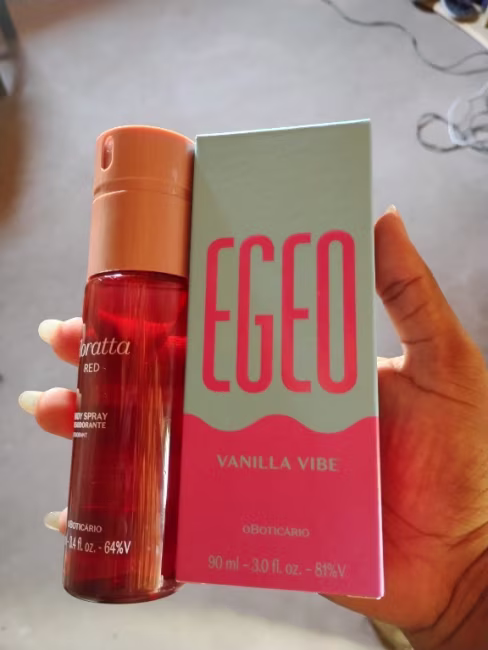 oratta
RED
BODY SPRAY
DESODORANTE
oBOTICÁRIO
3.4 fl. oz. - 64%V
EGEO
VANILLA VIBE
oBOTICÁRIO
90 ml - 3.0 fl. oz. - 81%V